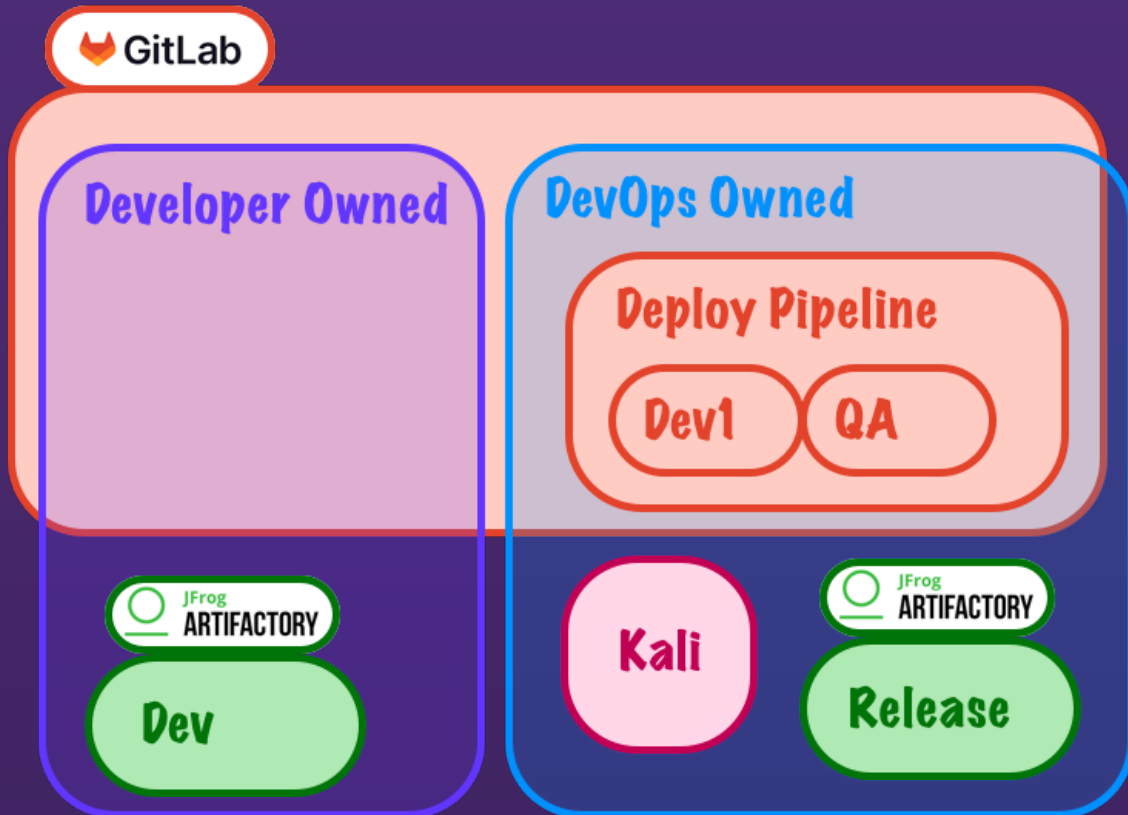 GitLab
Developer Owned
DevOps Owned
Deploy Pipeline
Dev1
QA
JFrog
ARTIFACTORY
Dev
Kali
JFrog
ARTIFACTORY
Release